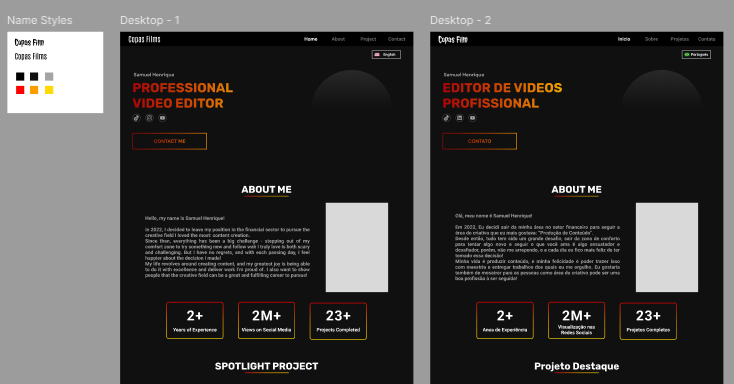 Name Styles
Copas Film
Copas Films
Desktop - 1
Copas Films
Home
About
Project
Contact
English
Samuel Henrique
PROFESSIONAL
VIDEO EDITOR
CONTACT ME
ABOUT ME
Hello, my name is Samuel Henrique!
In 2022, I decided to leave my position in the financial sector to pursue the
creative field I loved the most: content creation.
Since then, everything has been a big challenge - stepping out of my
comfort zone to try something new and follow what I truly love is both scary
and challenging. But I have no regrets, and with each passing day, I feel
happier about the decision I made!
My life revolves around creating content, and my greatest joy is being able
to do it with excellence and deliver work I'm proud of. I also want to show
people that the creative field can be a great and fulfilling career to pursue!
2+
Years of Experience
2M+
Views on Social Media
23+
Projects Completed
SPOTLIGHT PROJECT
Desktop - 2
Copas Film
Início
Sobre
Projetos
Contato
Português
Samuel Henrique
EDITOR DE VIDEOS
PROFISSIONAL
CONTATO
ABOUT ME
Olá, meu nome é Samuel Henrique!
Em 2022, Eu decidi sair da minha área no setor financeiro para seguir a
área do criativo que eu mais gostava: "Produção de Conteúdo".
Desde então, tudo tem sido um grande desafio, sair da zona de conforto
para tentar algo novo e seguir o que você ama é algo assustador e
desafiador, porém, não me arrependo, e a cada dia eu fico mais feliz de ter
tomado essa decisão!
Minha vida é produzir conteúdo, e minha felicidade é poder trazer isso
com maestria e entregar trabalhos dos quais eu me orgulho. Eu gostaria
também de mostrar para as pessoas como área do criativo pode ser uma
boa profissão a ser seguida!
2+
Anos de Experiência
2M+
Visualização nas
Redes Sociais
23+
Projetos Completos
Projeto Destaque